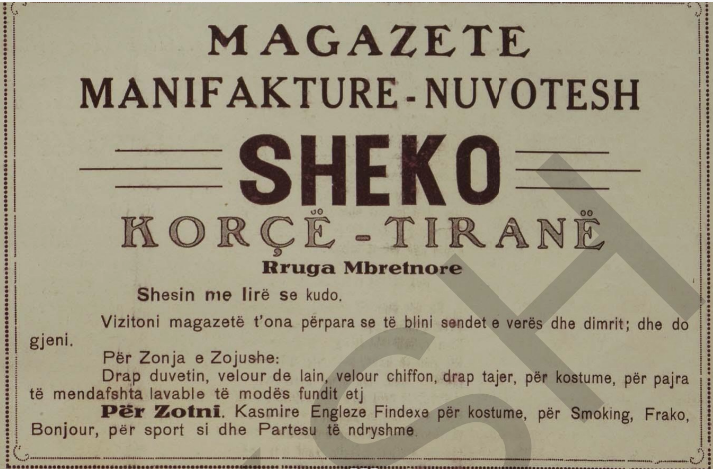 MAGAZETE
MANIFAKTURE - NUVOTESH
SHEKO
KORÇË - TIRANË
Rruga Mbretnore
Shesin me lirë se kudo.
Vizitoni magazetë t'ona përpara se të blini sendet e verës dhe dimrit; dhe do
gjeni.
Për Zonja e Zojushe:
Drap duvetin, velour de lain, velour chiffon, drap tajer, për kostume, për pajra
të mendafshta lavable të modës fundit etj
Për Zotni. Kasmire Engleze Findexe për kostume, për Smoking, Frako,
Bonjour, për sport si dhe Partesu të ndryshme